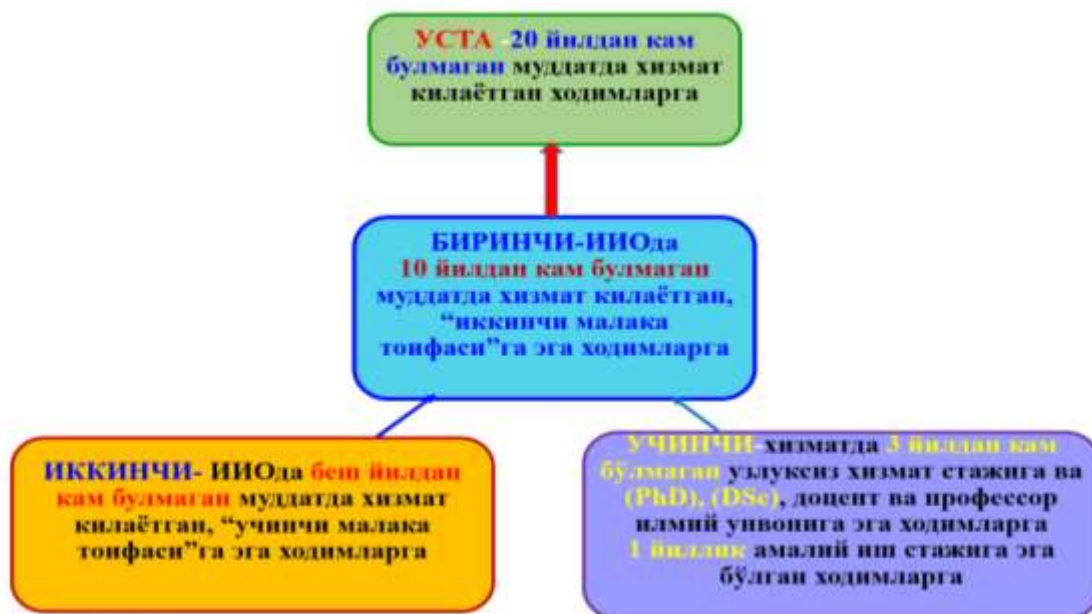 УСТА -20 йилдан кам
булмаган муддатда хизмат
килаётган ходимларга
БИРИНЧИ-ИИОда
10 йилдан кам булмаган
муддатда хизмат килаётган,
“иккинчи малака
тоифаси”га эга ходимларга
ИККИНЧИ- ИИОда беш йилдан
кам булмаган муддатда хизмат
килаётган, “учинчи малака
тоифаси”га эга ходимларга
УЧИНЧИ-хизматда 3 йилдан кам
бўлмаган узлуксиз хизмат стажига ва
(PhD), (DSc), доцент ва профессор
илмий унвонига эга ходимларга
1 йиллик амалий иш стажига эга
бўлган ходимларга